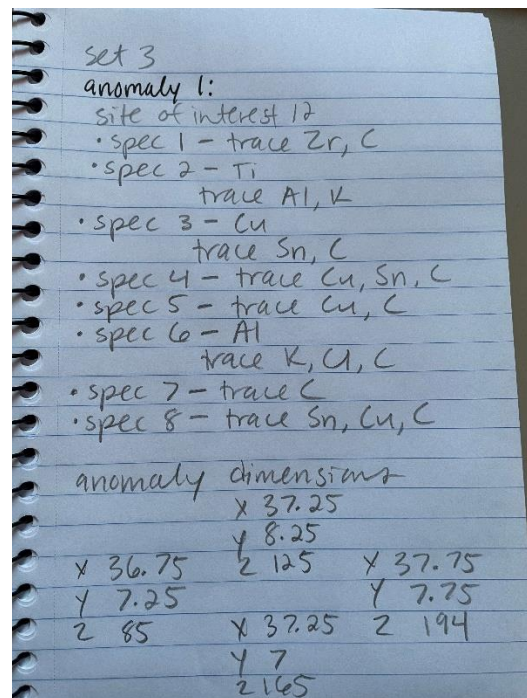 set 3
anomaly 1:
site of interest 12
• spec 1 - trace Zr, C
• spec 2 - Ti
trace Al, K
• spec 3 - Cu
trace Sn, C
• spec 4 - trace Cu, Sn, C
• spec 5 - trace Cu, C
• spec 6 - Al
trace K, Cl, C
• spec 7 - trace C
• spec 8 - trace Sn, Cu, C
anomaly dimensions
X 37.25
Y 8.25
Z 125
X 36.75
Y 7.25
Z 85
X 37.75
Y 7.75
Z 194
X 37.25
Y 7
Z 165